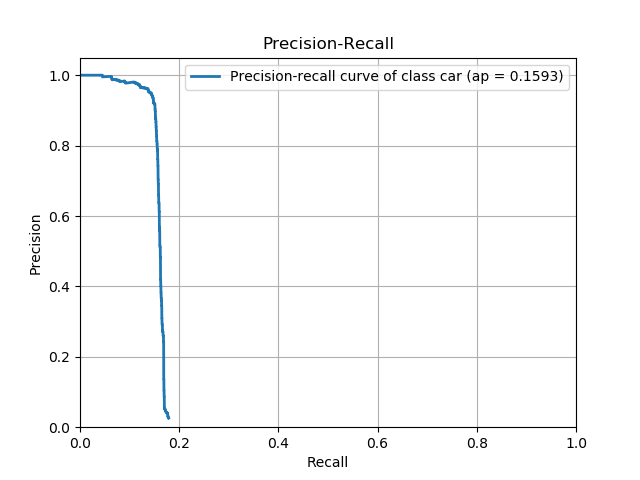 Precision-Recall
Precision-recall curve of class car (ap = 0.1593)
1.0
0.8
0.6
0.4
0.2
0.0
Precision
0.0 0.2 0.4 0.6 0.8 1.0
Recall